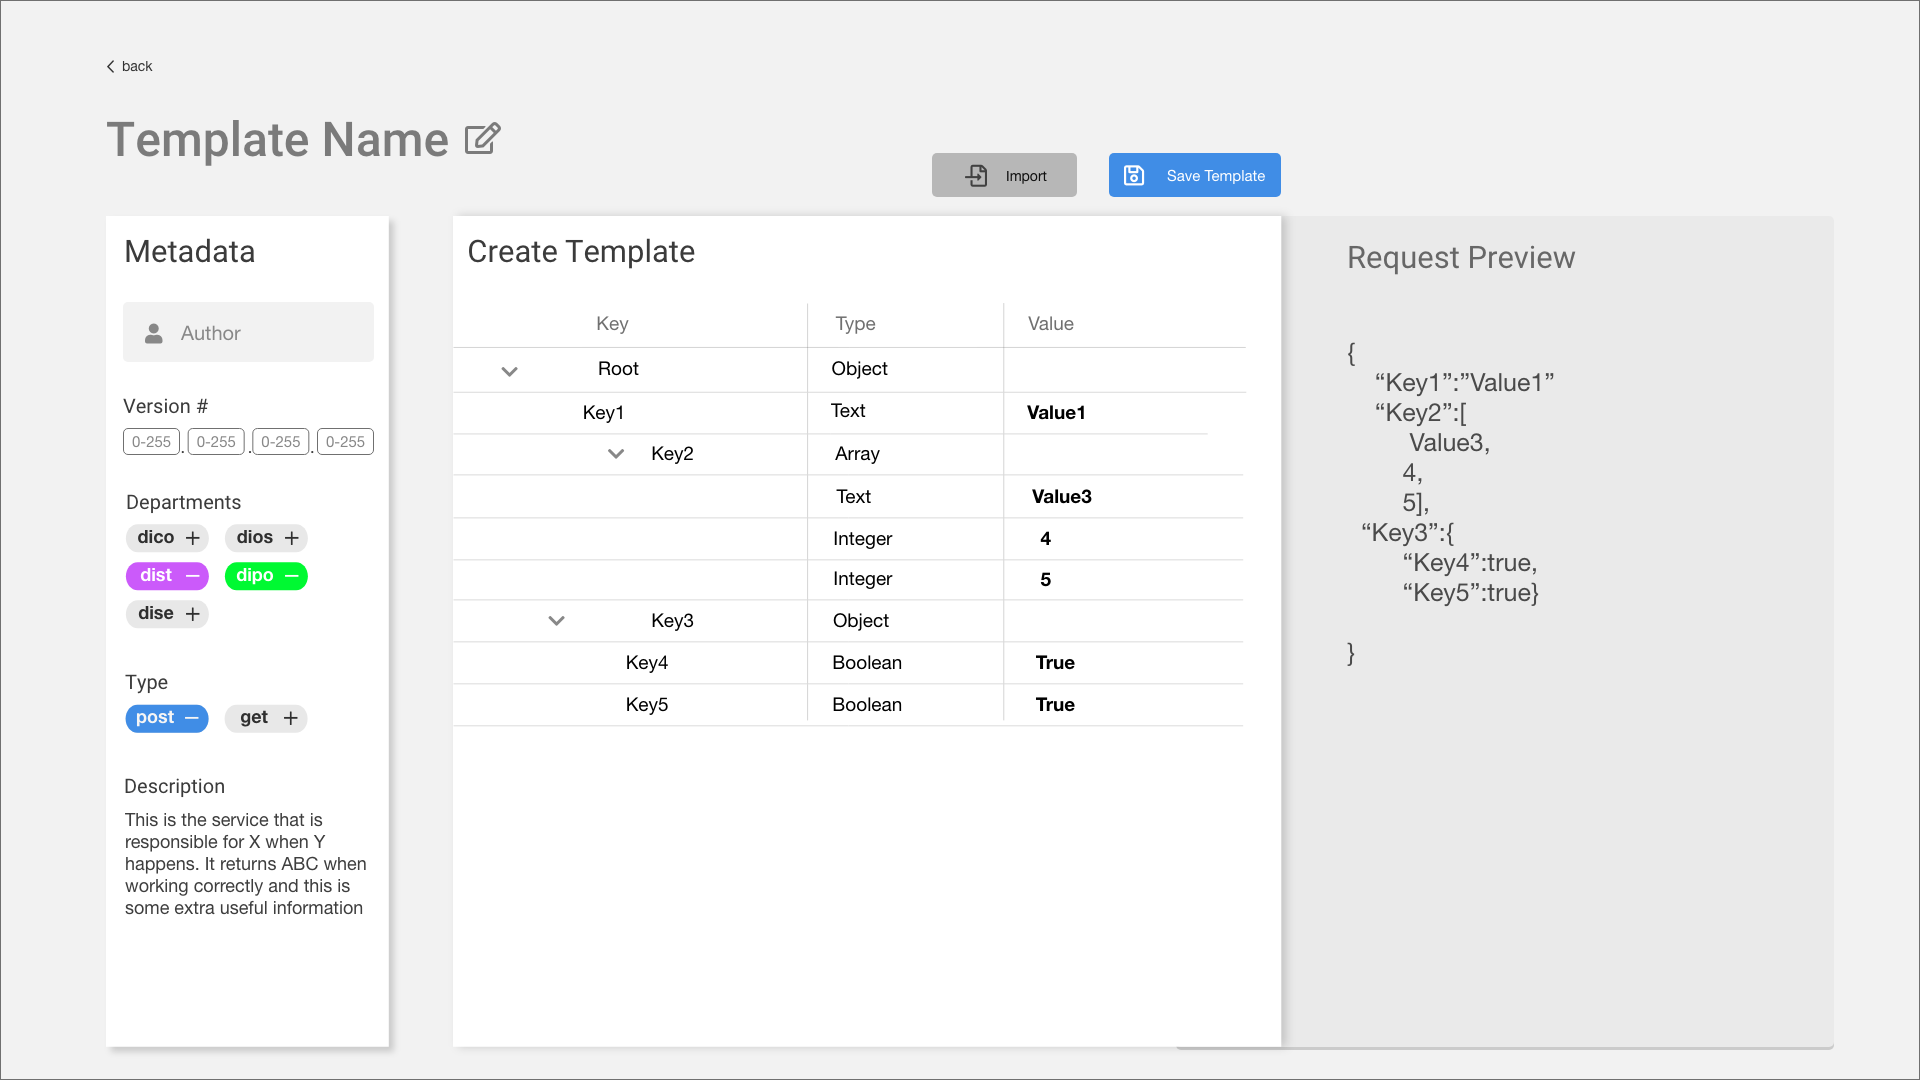 back
Template Name
Import
Save Template
Metadata
Author
Version #
0-255 . 0-255 . 0-255 . 0-255
Departments
dico dios
dist dipo
dise
Type
post get
Description
This is the service that is
responsible for X when Y
happens. It returns ABC when
working correctly and this is
some extra useful information
Create Template
Key Type Value
Root Object
Key1 Text Value1
Key2 Array
Text Value3
Integer 4
Integer 5
Key3 Object
Key4 Boolean True
Key5 Boolean True
Request Preview
{
“Key1”:”Value1”
“Key2”:[
Value3,
4,
5],
“Key3”:{
“Key4”:true,
“Key5”:true}
}